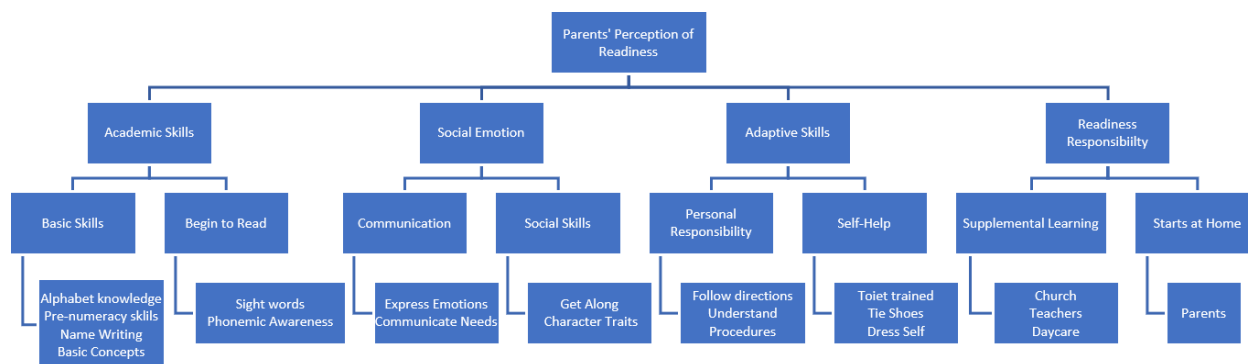 Parents' Perception of
Readiness
Academic Skills
Social Emotion
Adaptive Skills
Readiness
Responsibiilty
Basic Skills
Begin to Read
Communication
Social Skills
Personal
Responsibility
Self-Help
Supplemental Learning
Starts at Home
Alphabet knowledge
Pre-numeracy skills
Name Writing
Basic Concepts
Sight words
Phonemic Awareness
Express Emotions
Communicate Needs
Get Along
Character Traits
Follow directions
Understand
Procedures
Toiet trained
Tie Shoes
Dress Self
Church
Teachers
Daycare
Parents